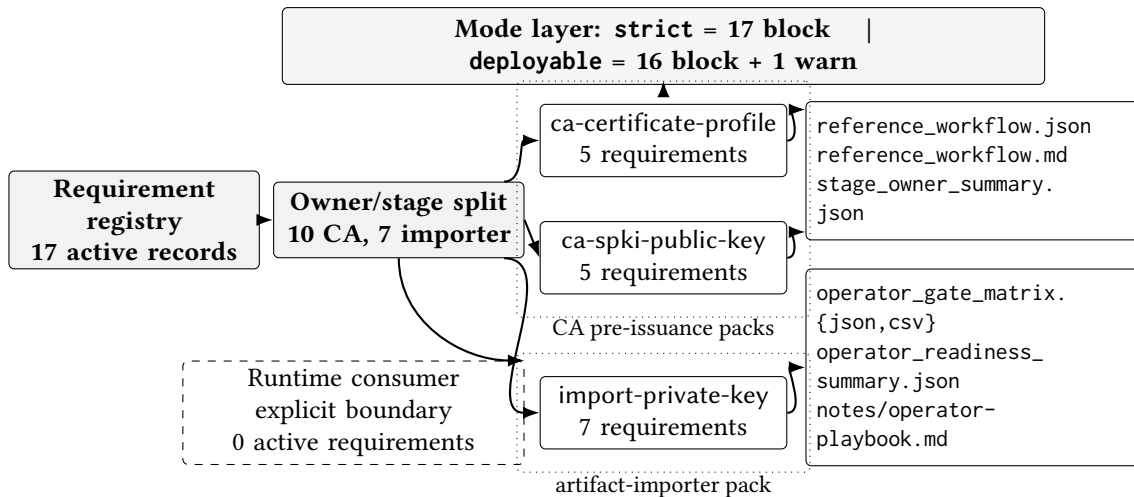 Mode layer: strict = 17 block |
deployable = 16 block + 1 warn
Requirement
registry
17 active records
Owner/stage split
10 CA, 7 importer
ca-certificate-profile
5 requirements
ca-spki-public-key
5 requirements
CA pre-issuance packs
Runtime consumer
explicit boundary
0 active requirements
import-private-key
7 requirements
artifact-importer pack
reference_workflow.json
reference_workflow.md
stage_owner_summary.
json
operator_gate_matrix.
{json,csv}
operator_readiness_
summary.json
notes/operator-
playbook.md